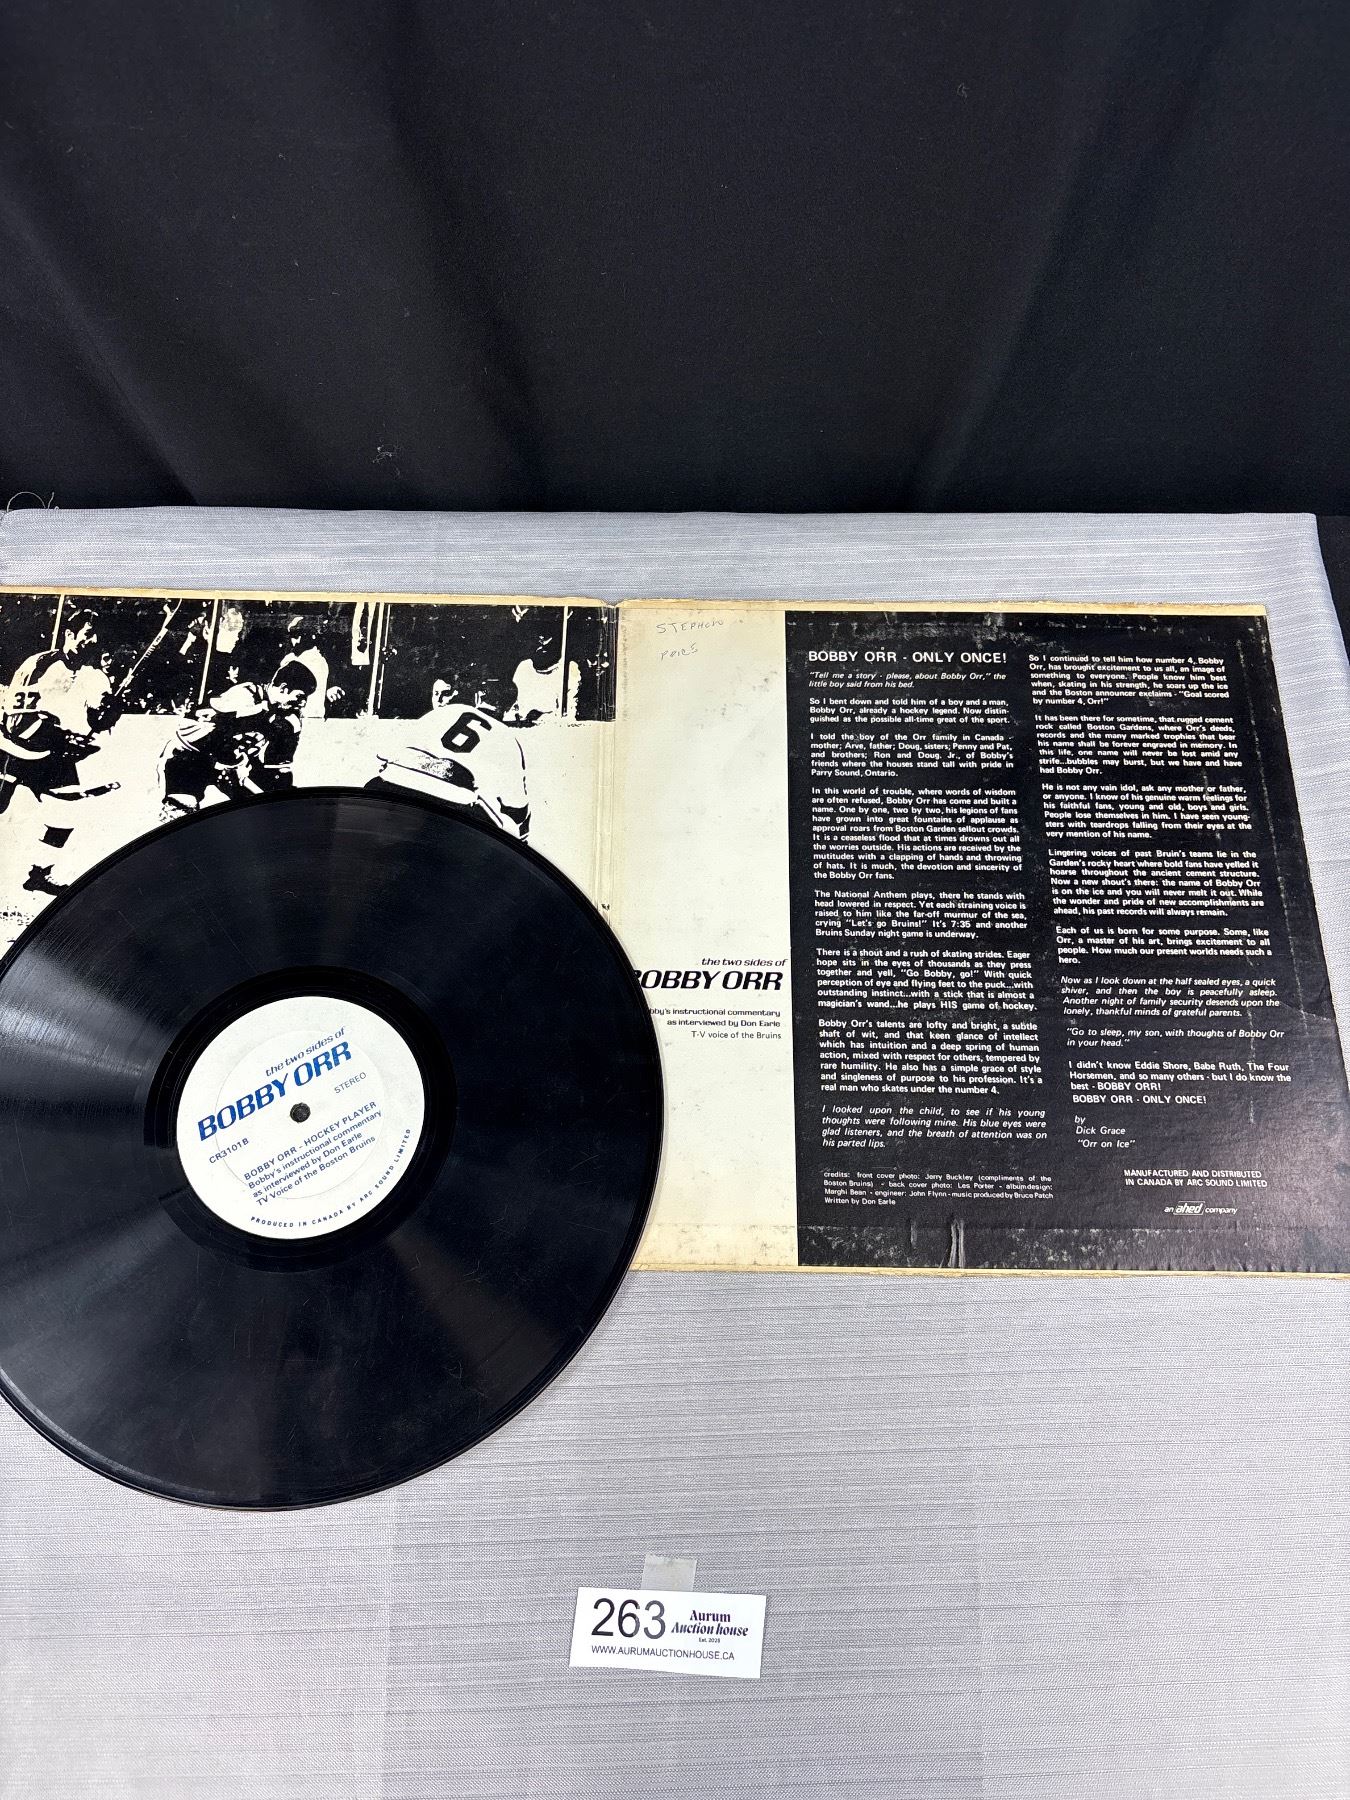 37
6
STEPHEN
the two sides of
BOBBY ORR
by's instructional commentary
as interviewed by Don Earle
T-V voice of the Bruins
BOBBY ORR - ONLY ONCE!
"Tell me a story - please, about Bobby Orr," the
little boy said from his bed.
So I bent down and told him of a boy and a man,
Bobby Orr, already a hockey legend. Now distin-
guished as the possible all-time great of the sport.
I told the boy of the Orr family in Canada -
mother; Arve, father; Doug, sisters; Penny and Pat,
and brothers; Ron and Doug, Jr., of Bobby's
friends where the houses stand tall with pride in
Parry Sound, Ontario.
In this world of trouble, where words of wisdom
are often refused, Bobby Orr has come and built a
name. One by one, two by two, his legions of fans
have grown into great fountains of applause as
approval roars from Boston Garden sellout crowds.
It is a ceaseless flood that at times drowns out all
the worries outside. His actions are received by the
mutitudes with a clapping of hands and throwing
of hats. It is much, the devotion and sincerity of
the Bobby Orr fans.
The National Anthem plays, there he stands with
head lowered in respect. Yet each straining voice is
raised to him like the far-off murmur of the sea,
crying "Let's go Bruins!" It's 7:35 and another
Bruins Sunday night game is underway.
There is a shout and a rush of skating strides. Eager
hope sits in the eyes of thousands as they press
together and yell, "Go Bobby, go!" With quick
perception of eye and flying feet to the puck...with
outstanding instinct...with a stick that is almost a
magician's wand...he plays HIS game of hockey.
Bobby Orr's talents are lofty and bright, a subtle
shaft of wit, and that keen glance of intellect
which has intuition and a deep spring of human
action, mixed with respect for others, tempered by
rare humility. He also has a simple grace of style
and singleness of purpose to his profession. It's a
real man who skates under the number 4.
I looked upon the child, to see if his young
thoughts were following mine. His blue eyes were
glad listeners, and the breath of attention was on
his parted lips.
credits: front cover photo: Jerry Buckley (compliments of the
Boston Bruins) - back cover photo: Les Porter - album design:
Marghi Bean - engineer: John Flynn - music produced by Bruce Patch
Written by Don Earle
So I continued to tell him how number 4, Bobby
Orr, has brought excitement to us all, an image of
something to everyone. People know him best
when, skating in his strength, he soars up the ice
and the Boston announcer exclaims - "Goal scored
by number 4, Orr!"
It has been there for sometime, that rugged cement
rock called Boston Gardens, where Orr's deeds,
records and the many marked trophies that bear
his name shall be forever engraved in memory. In
this life, one name will never be lost amid any
strife...bubbles may burst, but we have and have
had Bobby Orr.
He is not any vain idol, ask any mother or father,
or anyone. I know of his genuine warm feelings for
his faithful fans, young and old, boys and girls.
People lose themselves in him. I have seen young-
sters with teardrops falling from their eyes at the
very mention of his name.
Lingering voices of past Bruin's teams lie in the
Garden's rocky heart where bold fans have yelled it
hoarse throughout the ancient cement structure.
Now a new shout's there: the name of Bobby Orr
is on the ice and you will never melt it out. While
the wonder and pride of new accomplishments are
ahead, his past records will always remain.
Each of us is born for some purpose. Some, like
Orr, a master of his art, brings excitement to all
people. How much our present worlds needs such a
hero.
Now as I look down at the half sealed eyes, a quick
shiver, and then the boy is peacefully asleep.
Another night of family security desends upon the
lonely, thankful minds of grateful parents.
"Go to sleep, my son, with thoughts of Bobby Orr
in your head."
I didn't know Eddie Shore, Babe Ruth, The Four
Horsemen, and so many others - but I do know the
best - BOBBY ORR!
BOBBY ORR - ONLY ONCE!
by
Dick Grace
"Orr on Ice"
MANUFACTURED AND DISTRIBUTED
IN CANADA BY ARC SOUND LIMITED
an ahed company
the two sides of
BOBBY ORR
STEREO
CR3101B
BOBBY ORR - HOCKEY PLAYER
Bobby's instructional commentary
as interviewed by Don Earle
TV Voice of the Boston Bruins
PRODUCED IN CANADA BY ARC SOUND LIMITED
263
Aurum
Auction house
Est. 2025
WWW.AURUMAUCTIONHOUSE.CA